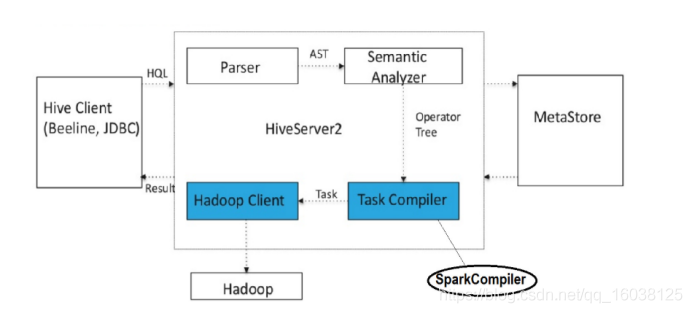 AST
Parser
Semantic
Analyzer
HQL
Hive Client
(Beeline, JDBC)
HiveServer2
Operator
Tree
MetaStore
Result
Hadoop Client
Task
Task Compiler
SparkCompiler
Hadoop
https://blog.csdn.net/qq_16038125